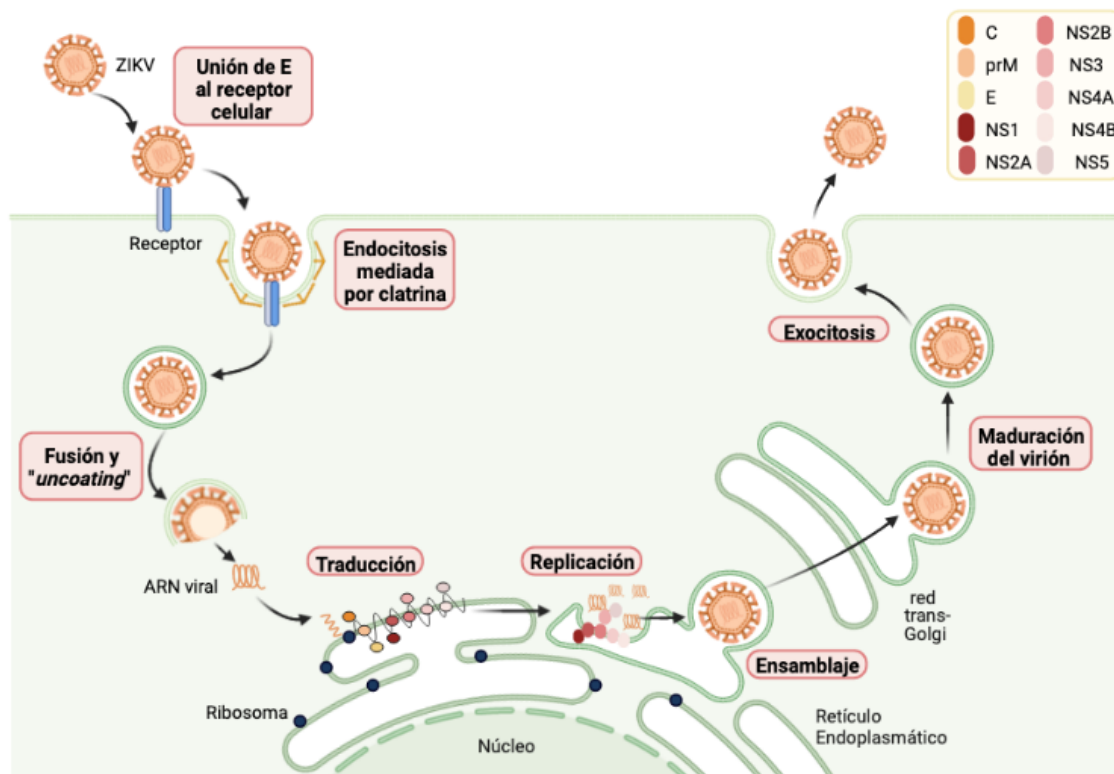 ZIKV
Unión de E
al receptor
celular
Receptor
Endocitosis
mediada
por clatrina
Fusión y
"uncoating"
ARN viral
Traducción
Replicación
Ensamblaje
Ribosoma
Núcleo
Retículo
Endoplasmático
red
trans-
Golgi
Maduración
del virión
Exocitosis
C
prM
E
NS1
NS2A
NS2B
NS3
NS4A
NS4B
NS5